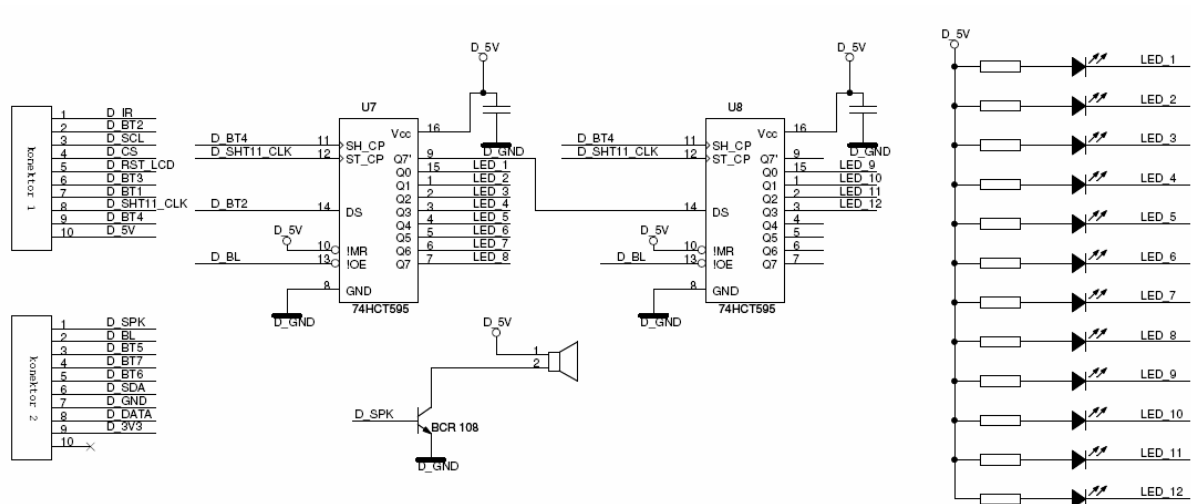 konektor 1
1 D_IR
2 D_BT2
3 D_SCL
4 D_CS
5 D_RST_LCD
6 D_BT3
7 D_BT1
8 D_SHT11_CLK
9 D_BT4
10 D_5V
konektor 2
1 D_SPK
2 D_BL
3 D_BT5
4 D_BT7
5 D_BT6
6 D_SDA
7 D_GND
8 D_DATA
9 D_3V3
10
D_5V
U7
Vcc 16
D_GND
D_BT4 11 SH_CP
D_SHT11_CLK 12 ST_CP
Q7' 9
Q0 15 LED_1
Q1 1 LED_2
Q2 2 LED_3
D_BT2 14 DS
Q3 3 LED_4
Q4 4 LED_5
Q5 5 LED_6
D_5V
10 !MR
Q6 6 LED_7
D_BL 13 !OE
Q7 7 LED_8
8 GND
74HCT595
D_GND
D_5V
U8
Vcc 16
D_GND
D_BT4 11 SH_CP
D_SHT11_CLK 12 ST_CP
Q7' 9
Q0 15 LED_9
Q1 1 LED_10
Q2 2 LED_11
14 DS
Q3 3 LED_12
Q4 4
Q5 5
D_5V
10 !MR
Q6 6
D_BL 13 !OE
Q7 7
8 GND
74HCT595
D_GND
D_5V
1
2
D_SPK
BCR 108
D_GND
D_5V
LED_1
LED_2
LED_3
LED_4
LED_5
LED_6
LED_7
LED_8
LED_9
LED_10
LED_11
LED_12